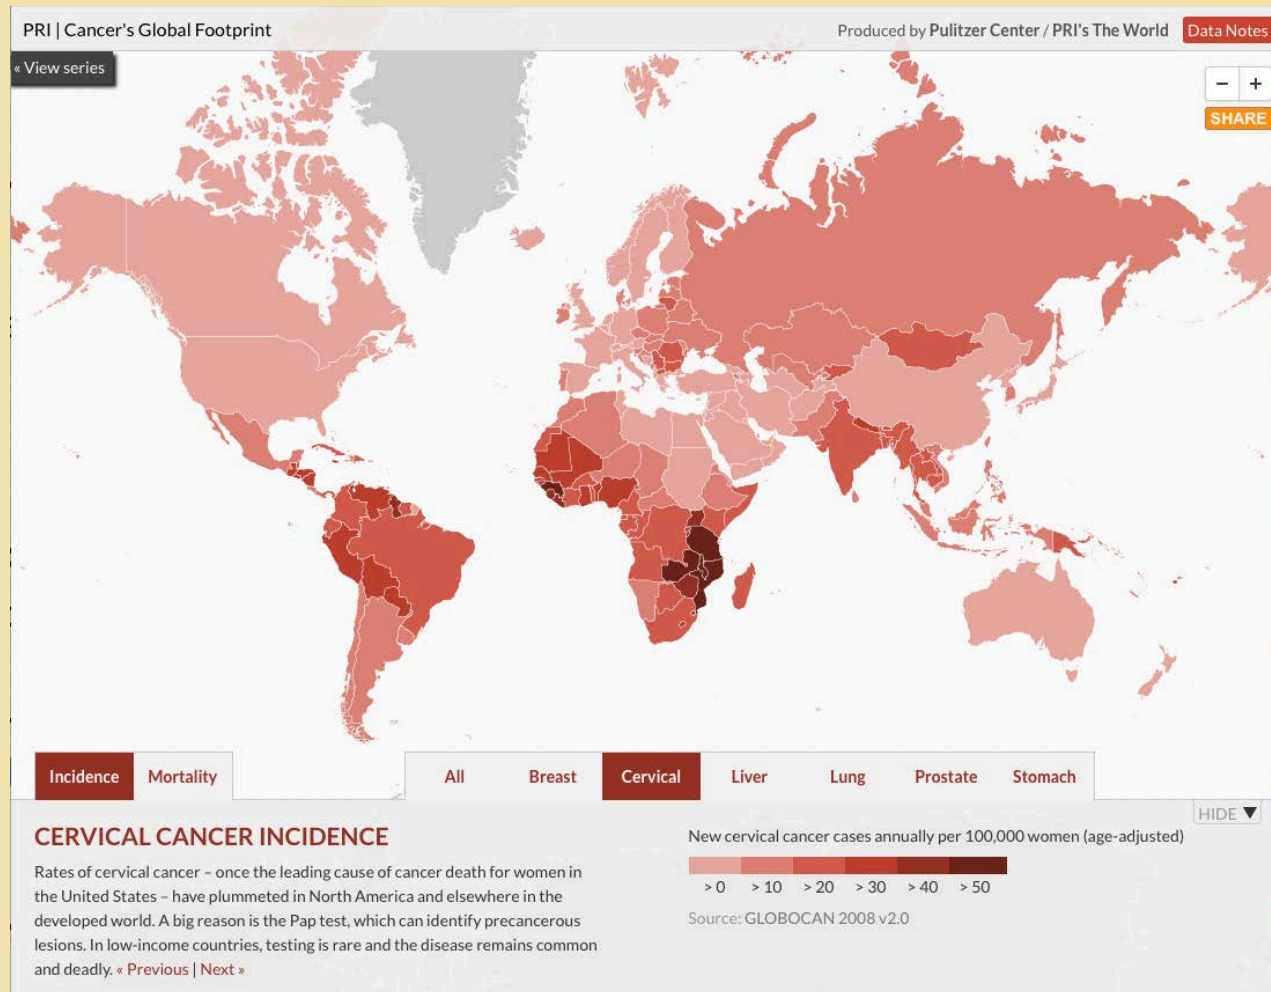 PRI | Cancer's Global Footprint
Produced by Pulitzer Center / PRI's The World
Data Notes
« View series
− +
SHARE
Incidence Mortality
All Breast Cervical Liver Lung Prostate Stomach
HIDE ▼
CERVICAL CANCER INCIDENCE
Rates of cervical cancer – once the leading cause of cancer death for women in
the United States – have plummeted in North America and elsewhere in the
developed world. A big reason is the Pap test, which can identify precancerous
lesions. In low-income countries, testing is rare and the disease remains common
and deadly. « Previous | Next »
New cervical cancer cases annually per 100,000 women (age-adjusted)
> 0 > 10 > 20 > 30 > 40 > 50
Source: GLOBOCAN 2008 v2.0